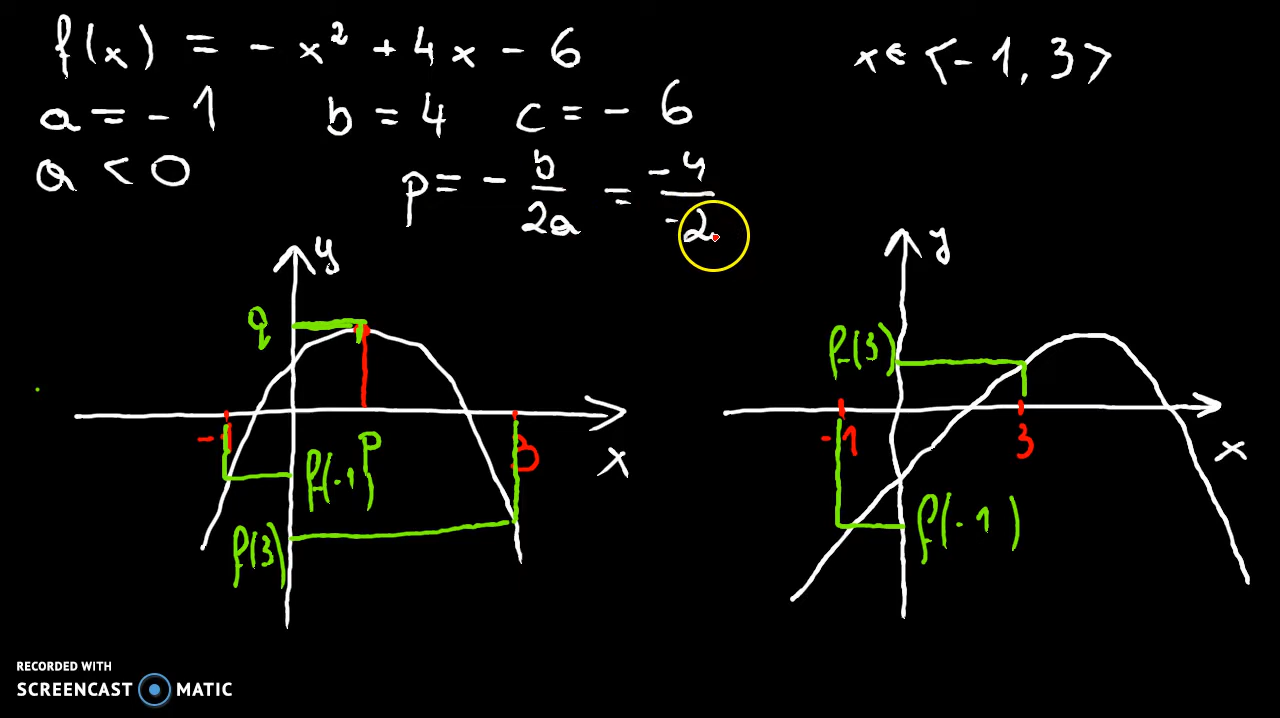 f(x) = - x² + 4x - 6
x ∈ <-1, 3>
a = - 1 b = 4 c = - 6
a < 0
p = - b/2a = -4/-2
y
q
-1
p
3
x
f(-1)
f(3)
y
f(3)
-1
3
x
f(-1)
RECORDED WITH
SCREENCAST MATIC